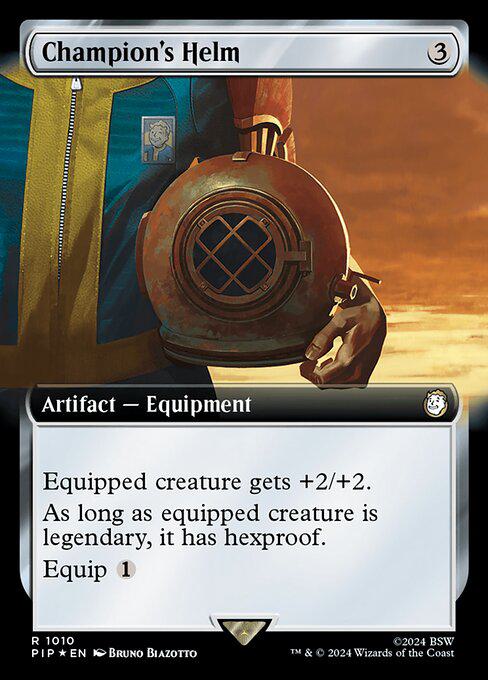 Champion's Helm 3
Artifact — Equipment
Equipped creature gets +2/+2.
As long as equipped creature is
legendary, it has hexproof.
Equip 1
R 1010
PIP★EN Bruno Biazotto
©2024 BSW
™ & © 2024 Wizards of the Coast